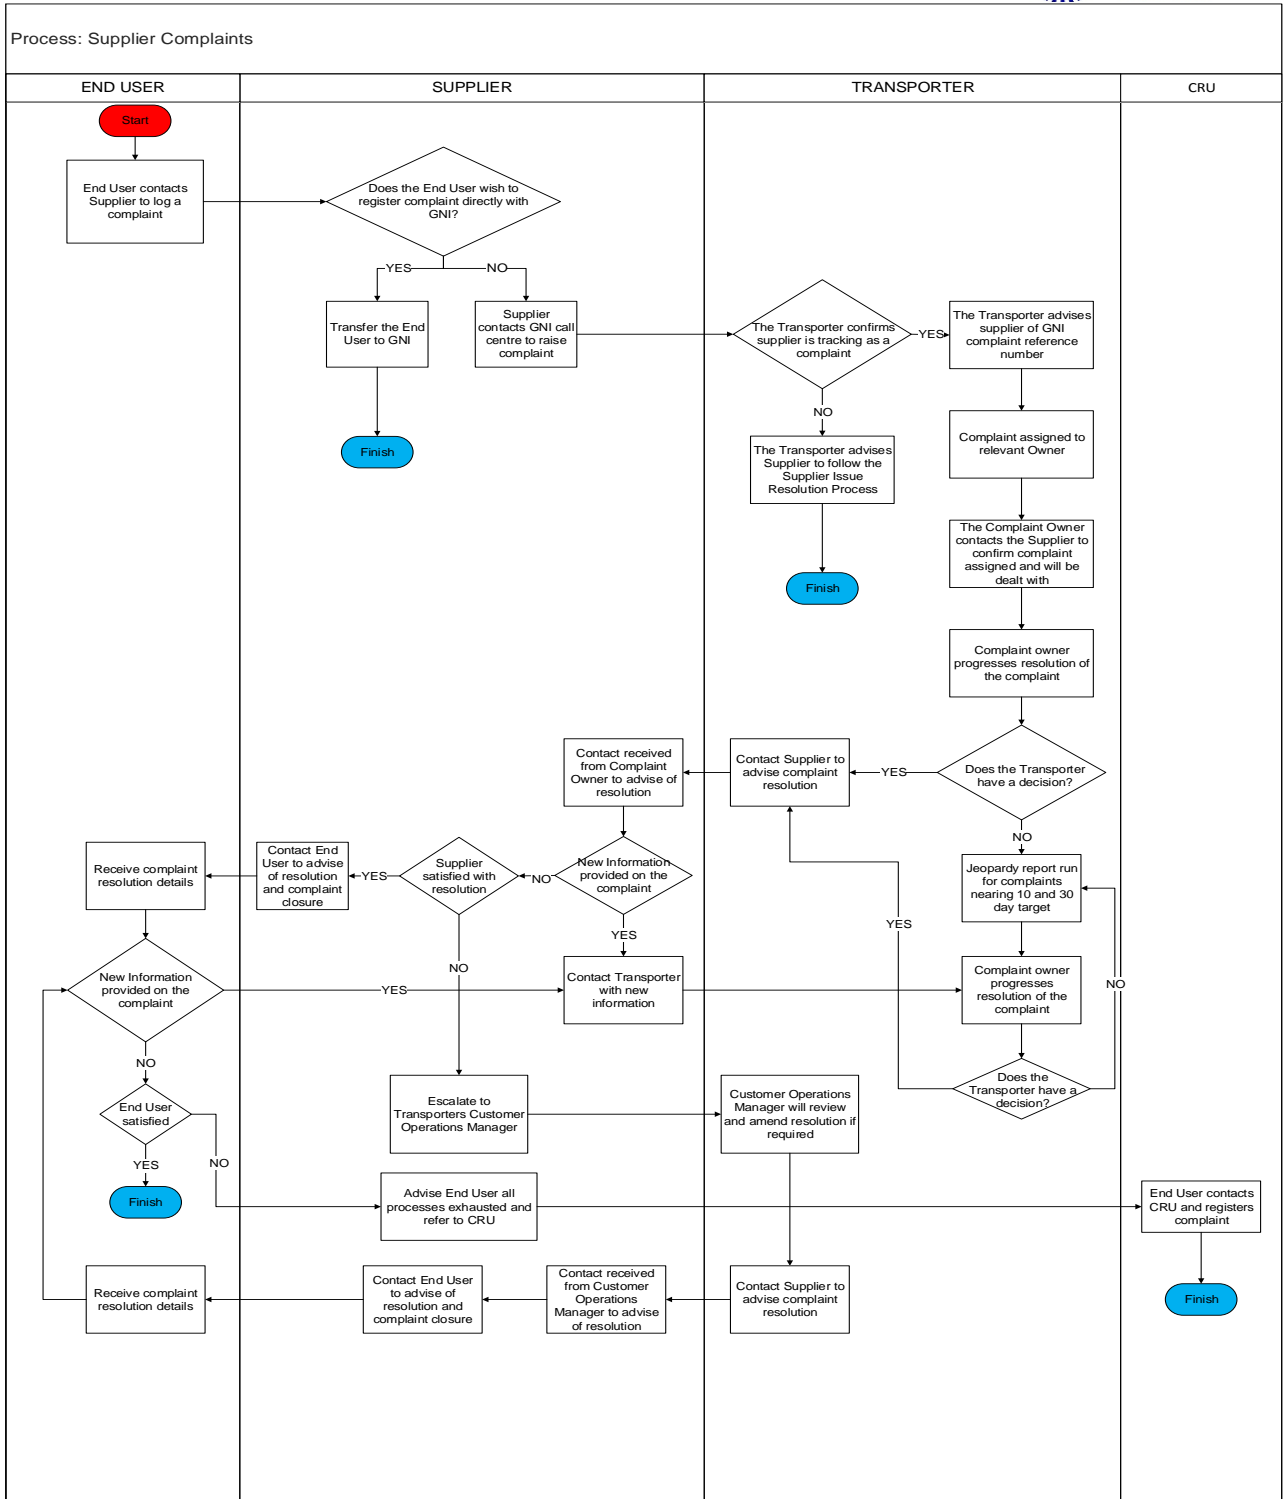 Process: Supplier Complaints
END USER
SUPPLIER
TRANSPORTER
CRU
Start
End User contacts
Supplier to log a
complaint
Does the End User wish to
register complaint directly with
GNI?
YES
NO
Transfer the End
User to GNI
Supplier
contacts GNI call
centre to raise
complaint
The Transporter confirms
supplier is tracking as a
complaint
YES
The Transporter advises
supplier of GNI
complaint reference
number
NO
Finish
The Transporter advises
Supplier to follow the
Supplier Issue
Resolution Process
Complaint assigned to
relevant Owner
The Complaint Owner
contacts the Supplier to
confirm complaint
assigned and will be
dealt with
Finish
Complaint owner
progresses resolution of
the complaint
Contact received
from Complaint
Owner to advise of
resolution
Contact Supplier to
advise complaint
resolution
YES
Does the Transporter
have a decision?
NO
Receive complaint
resolution details
Contact End
User to advise
of resolution
and complaint
closure
YES
Supplier
satisfied with
resolution
NO
New Information
provided on the
complaint
Jeopardy report run
for complaints
nearing 10 and 30
day target
YES
YES
NO
New Information
provided on the
complaint
YES
Contact Transporter
with new
information
Complaint owner
progresses
resolution of the
complaint
NO
NO
End User
satisfied
Escalate to
Transporters Customer
Operations Manager
Customer Operations
Manager will review
and amend resolution if
required
Does the
Transporter have a
decision?
YES
NO
Finish
Advise End User all
processes exhausted and
refer to CRU
End User contacts
CRU and registers
complaint
Receive complaint
resolution details
Contact End User
to advise of
resolution and
complaint closure
Contact received
from Customer
Operations
Manager to advise
of resolution
Contact Supplier to
advise complaint
resolution
Finish